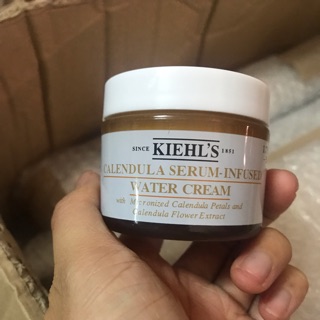 SINCE KIEHL'S 1851
CALENDULA SERUM-INFUSED
WATER CREAM
with Micronized Calendula Petals and
Calendula Flower Extract